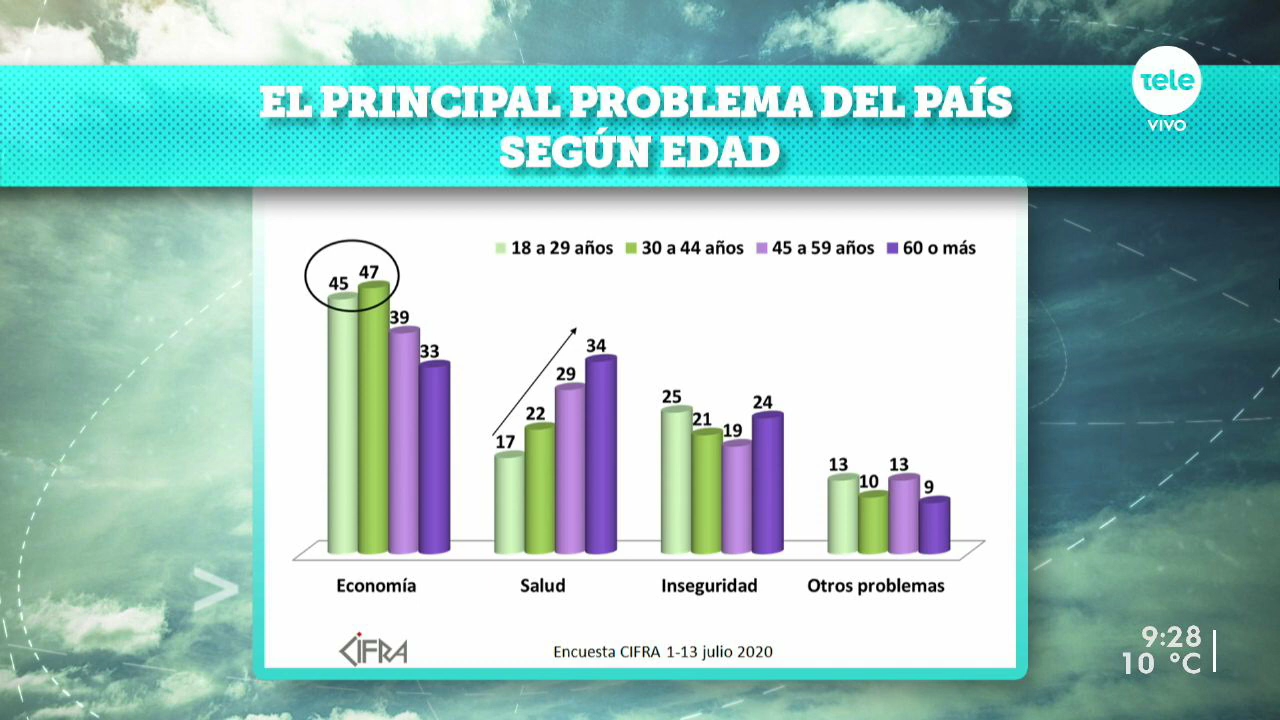 EL PRINCIPAL PROBLEMA DEL PAÍS
SEGÚN EDAD
tele
VIVO
18 a 29 años 30 a 44 años 45 a 59 años 60 o más
45 47 39 33
17 22 29 34
25 21 19 24
13 10 13 9
Economía Salud Inseguridad Otros problemas
CIFRA
Encuesta CIFRA 1-13 julio 2020
9:28
10 °C